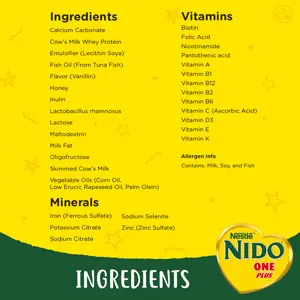 Ingredients
Calcium Carbonate
Cow's Milk Whey Protein
Emulsifier (Lecithin Soya)
Fish Oil (From Tuna Fish)
Flavor (Vanillin)
Honey
Inulin
Lactobacillus rhamnosus
Lactose
Maltodextrin
Milk Fat
Oligofructose
Skimmed Cow's Milk
Vegetable Oils (Corn Oil,
Low Erucic Rapeseed Oil, Palm Olein)
Minerals
Iron (Ferrous Sulfate)
Potassium Citrate
Sodium Citrate
Sodium Selenite
Zinc (Zinc Sulfate)
Vitamins
Biotin
Folic Acid
Nicotinamide
Pantothenic acid
Vitamin A
Vitamin B1
Vitamin B12
Vitamin B2
Vitamin B6
Vitamin C (Ascorbic Acid)
Vitamin D3
Vitamin E
Vitamin K
Allergen Info
Contains: Milk, Soy, and Fish
Nestle
NIDO
ONE
PLUS
INGREDIENTS